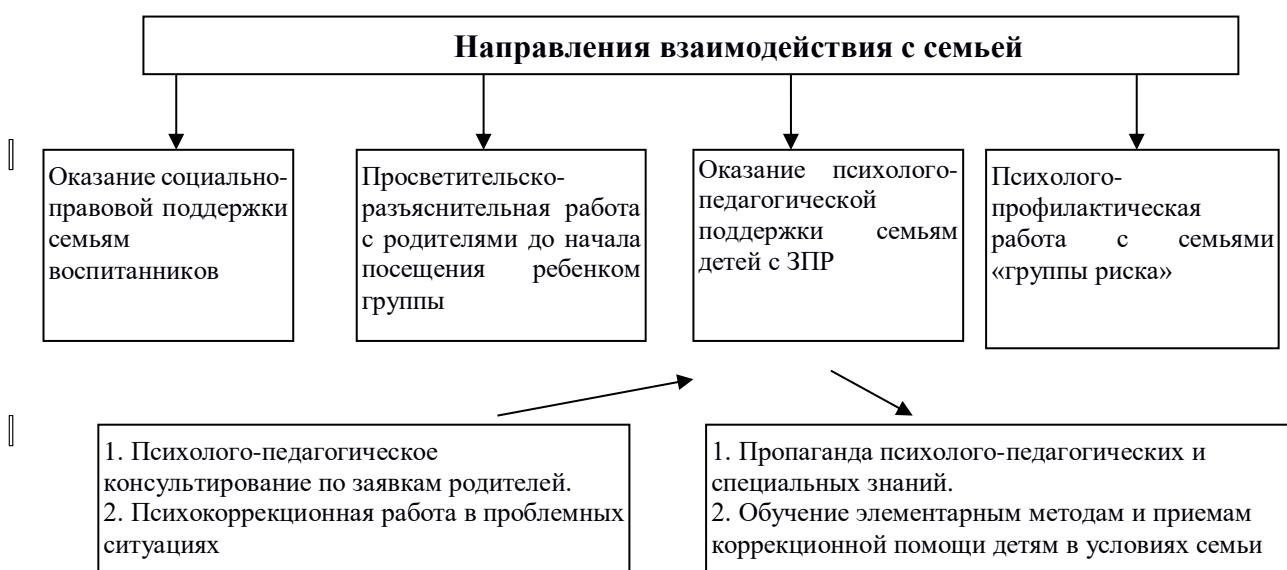 Направления взаимодействия с семьей
Оказание социально-
правовой поддержки
семьям
воспитанников
Просветительско-
разъяснительная работа
с родителями до начала
посещения ребенком
группы
Оказание психолого-
педагогической
поддержки семьям
детей с ЗПР
Психолого-
профилактическая
работа с семьями
«группы риска»
1. Психолого-педагогическое
консультирование по заявкам родителей.
2. Психокоррекционная работа в проблемных
ситуациях
1. Пропаганда психолого-педагогических и
специальных знаний.
2. Обучение элементарным методам и приемам
коррекционной помощи детям в условиях семьи